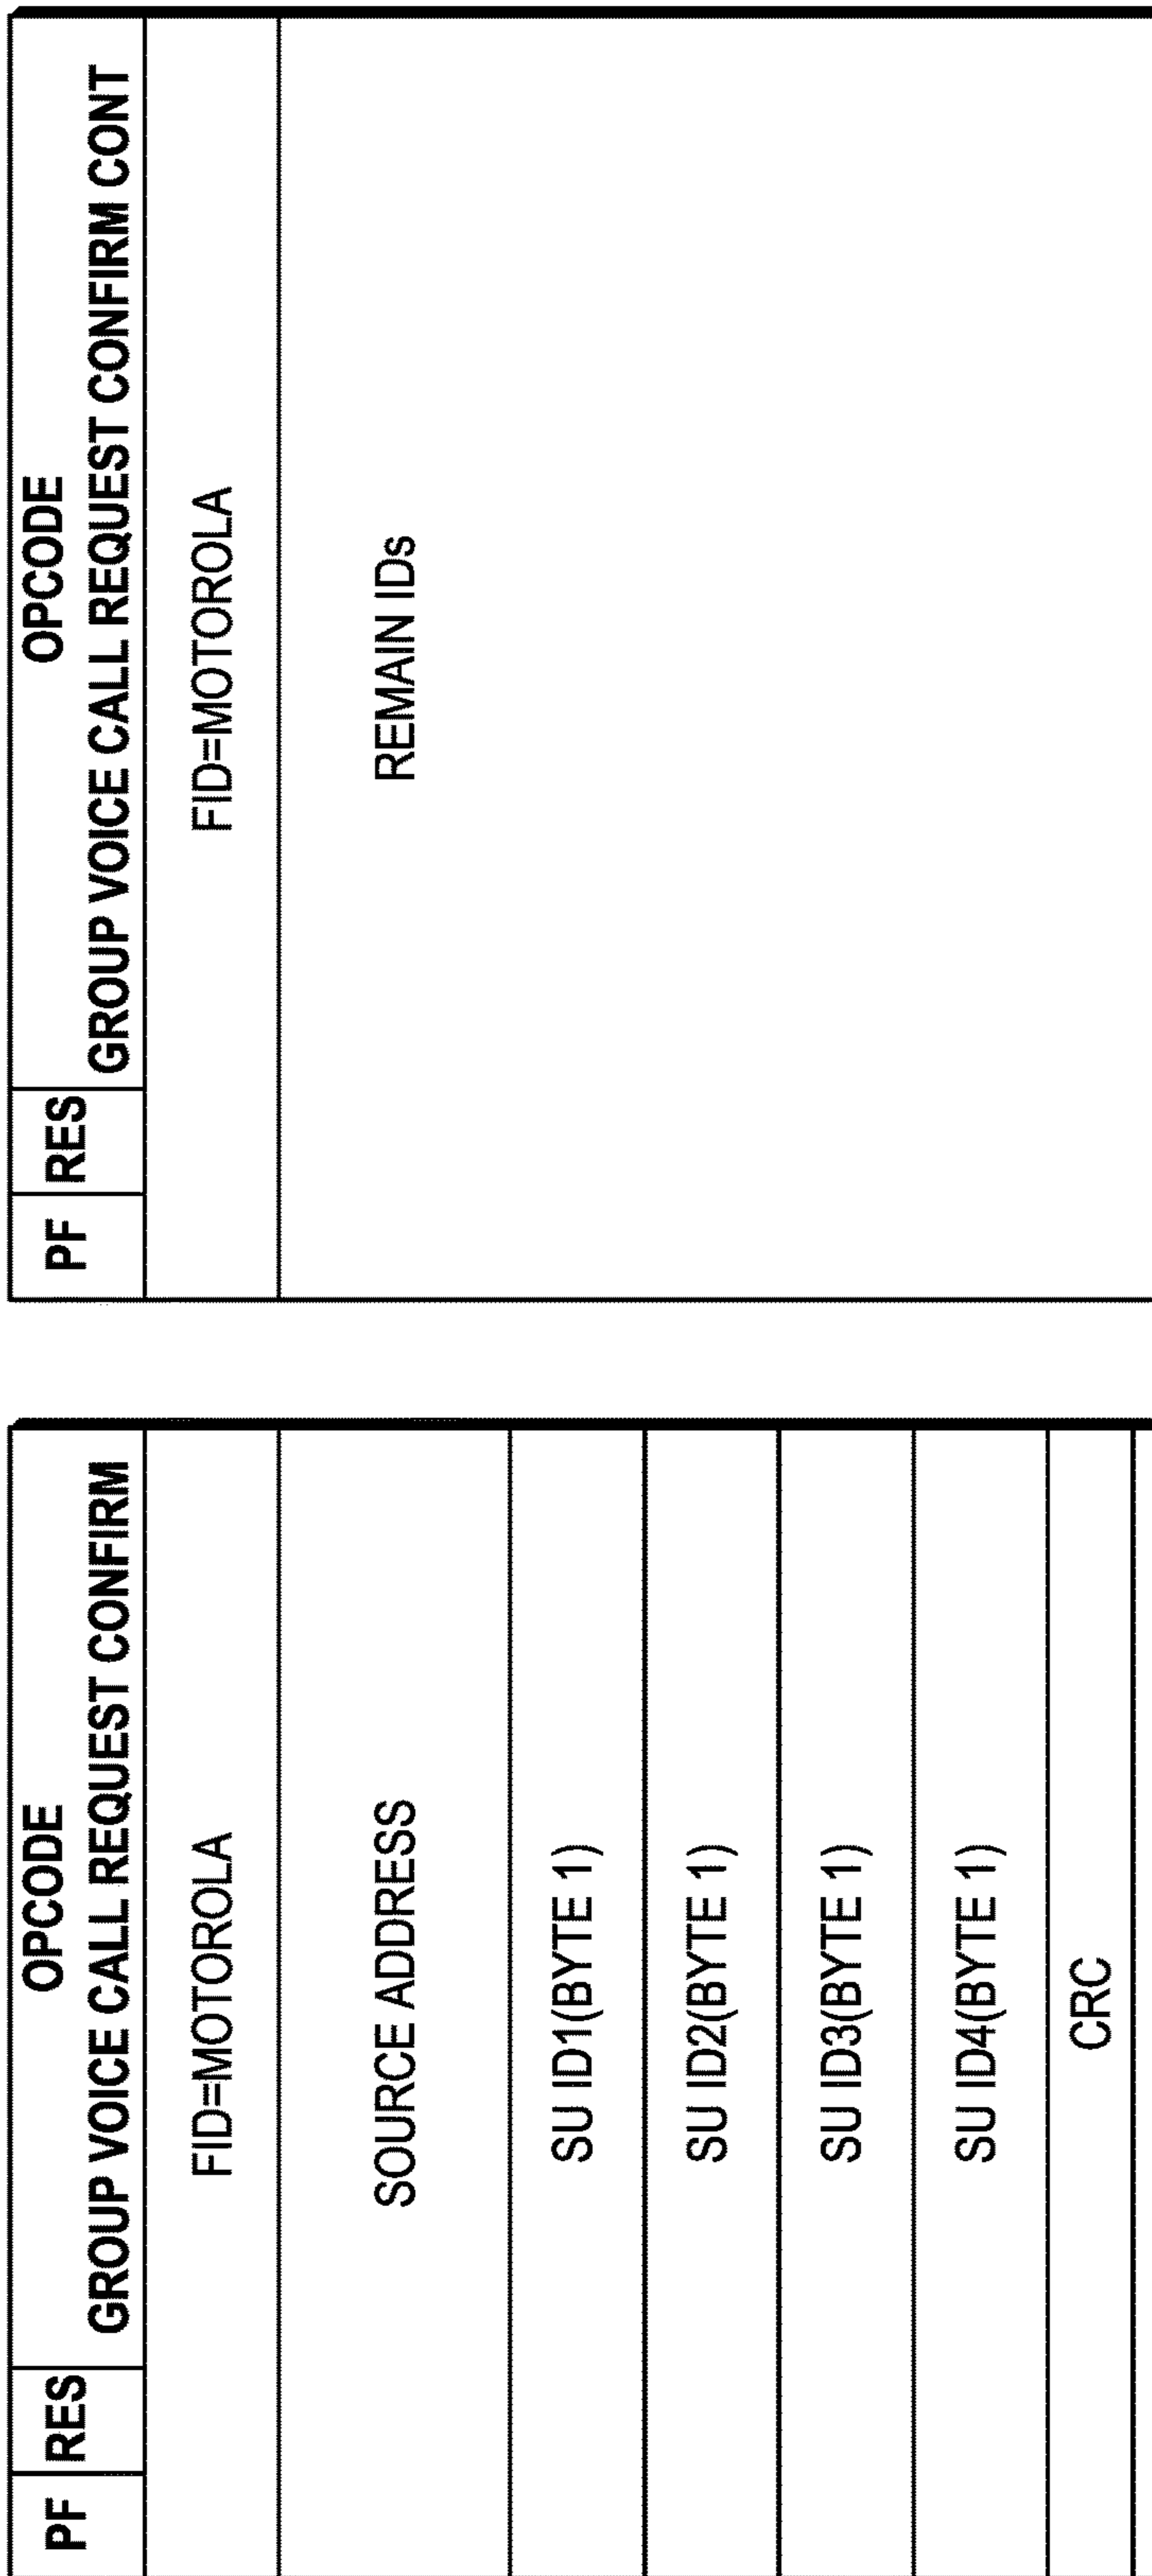 PF RES OPCODE
GROUP VOICE CALL REQUEST CONFIRM
FID=MOTOROLA
SOURCE ADDRESS
SU ID1(BYTE 1)
SU ID2(BYTE 1)
SU ID3(BYTE 1)
SU ID4(BYTE 1)
CRC
PF RES OPCODE
GROUP VOICE CALL REQUEST CONFIRM CONT
FID=MOTOROLA
REMAIN IDs